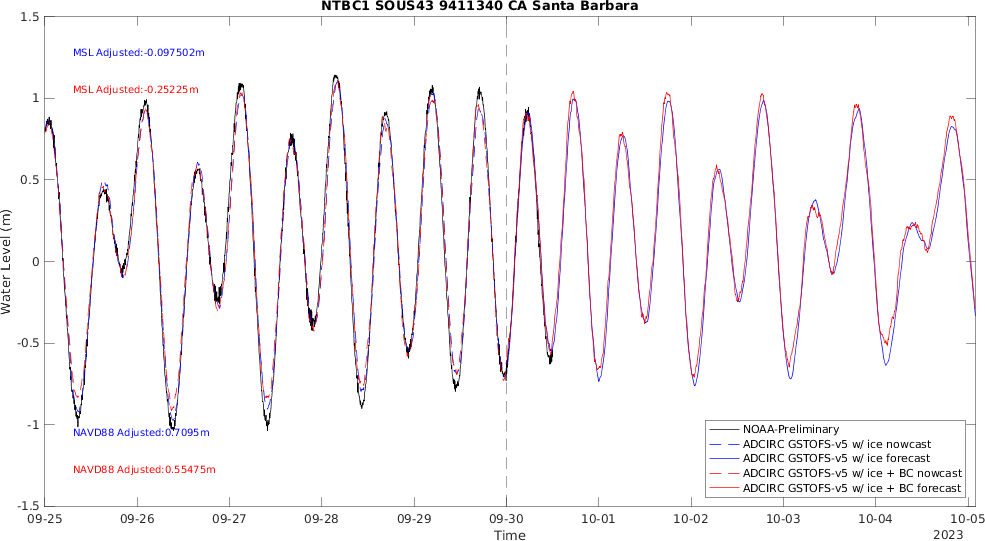 NTBC1 SOUS43 9411340 CA Santa Barbara
1.5
MSL Adjusted:-0.097502m
MSL Adjusted:-0.25225m
1
0.5
Water Level (m)
0
-0.5
-1
NAVD88 Adjusted:0.7095m
NAVD88 Adjusted:0.55475m
-1.5
NOAA-Preliminary
ADCIRC GSTOFS-v5 w/ ice nowcast
ADCIRC GSTOFS-v5 w/ ice forecast
ADCIRC GSTOFS-v5 w/ ice + BC nowcast
ADCIRC GSTOFS-v5 w/ ice + BC forecast
09-25 09-26 09-27 09-28 09-29 09-30 10-01 10-02 10-03 10-04 10-05
Time
2023